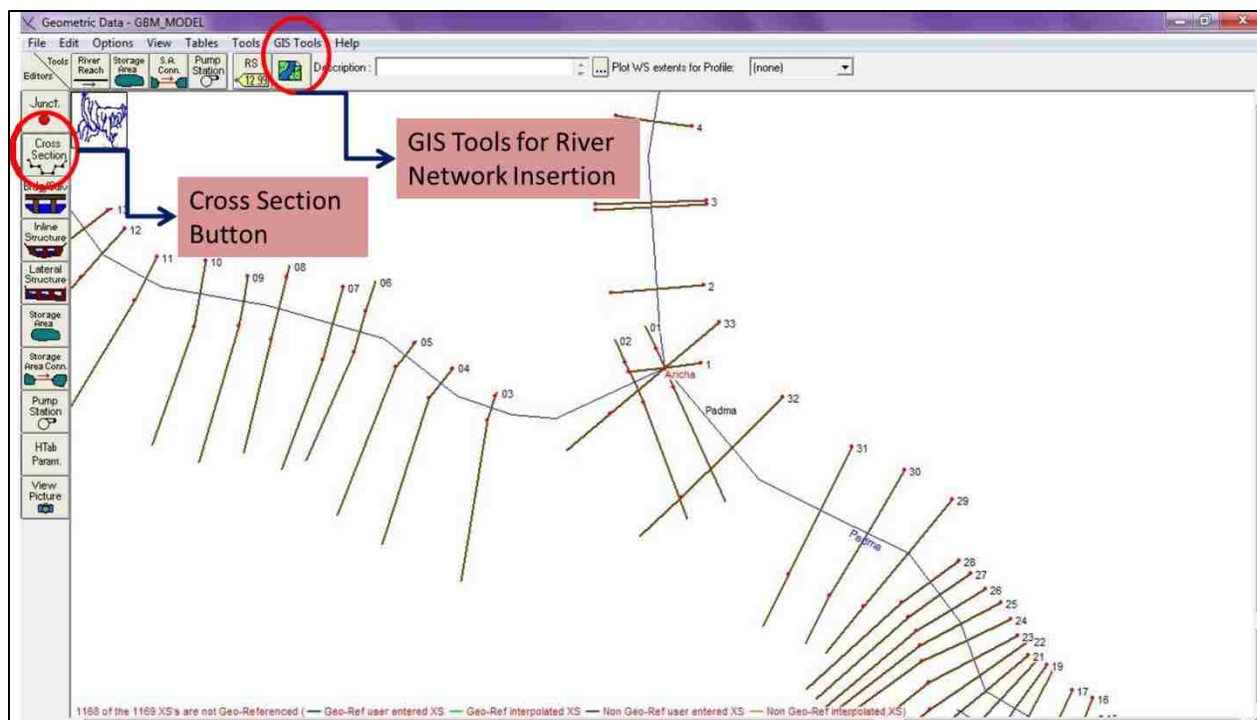 Geometric Data - GBM_MODEL
File Edit Options View Tools Tools GIS Tools Help
Tools
Editors
River Reach
Storage Area
S.A. Conn.
Pump Station
RS
12.99
Description :
...
Plot WS extents for Profile:
(none)
Junct.
Cross Section
Brdg/Culv
Inline Structure
Lateral Structure
Storage Area
Storage Area Conn.
Pump Station
HTab Param.
View Picture
GIS Tools for River
Network Insertion
Cross Section
Button
4
3
2
33
01
02
1
Aricha
Padma
32
13
12
11
10
09
08
07
06
05
04
03
31
30
29
Padma
28
27
26
25
24
23
22
21
19
17
16
1168 of the 1169 XS's are not Geo-Referenced ( — Geo-Ref user entered XS — Geo-Ref interpolated XS — Non Geo-Ref user entered XS — Non Geo-Ref interpolated XS)